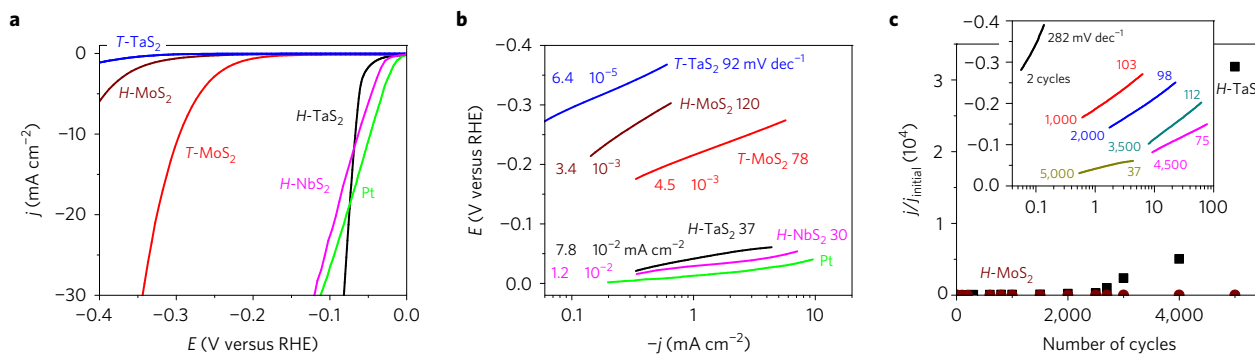 a
T-TaS₂
H-MoS₂
T-MoS₂
H-TaS₂
H-NbS₂
Pt
0
−10
−20
−30
j (mA cm⁻²)
−0.4 −0.3 −0.2 −0.1 0.0
E (V versus RHE)
b
−0.4
−0.3
−0.2
−0.1
0.0
E (V versus RHE)
6.4 10⁻⁵
T-TaS₂ 92 mV dec⁻¹
H-MoS₂ 120
3.4 10⁻³
T-MoS₂ 78
4.5 10⁻³
H-TaS₂ 37
7.8 10⁻² mA cm⁻²
H-NbS₂ 30
1.2 10⁻²
Pt
0.1 1 10
−j (mA cm⁻²)
c
3
2
1
0
j/j initial (10⁴)
−0.4
−0.3
−0.2
−0.1
0.0
282 mV dec⁻¹
2 cycles
103
1,000
98
2,000
112
3,500
75
4,500
5,000 37
0.1 1 10 100
H-TaS
H-MoS₂
0 2,000 4,000
Number of cycles